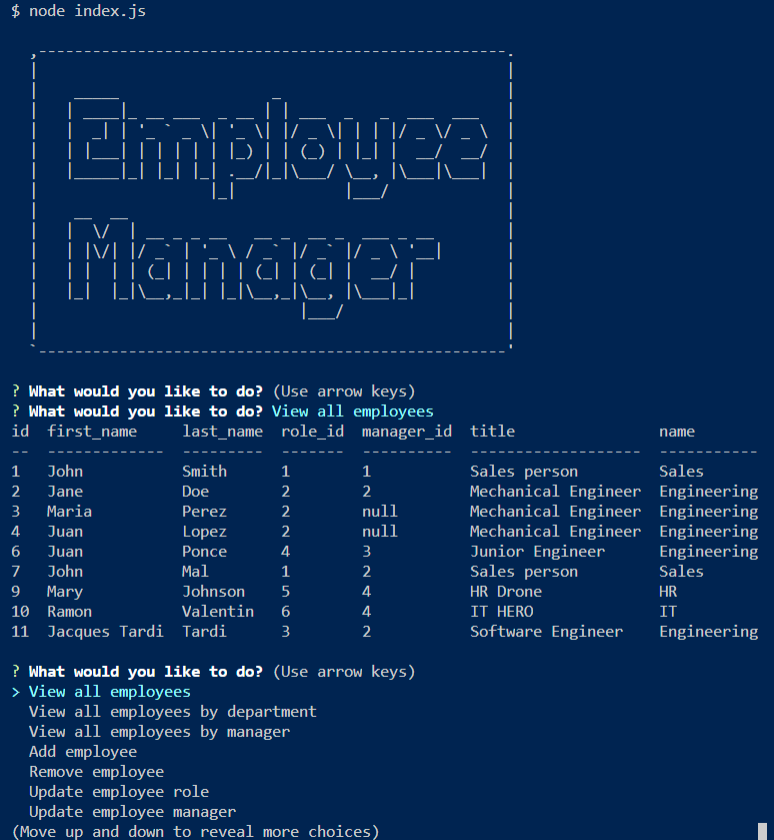 $ node index.js
Employee
Manager
? What would you like to do? (Use arrow keys)
? What would you like to do? View all employees
id  first_name     last_name  role_id  manager_id  title                name
--  -------------  ---------  -------  ----------  -------------------  -----------
1   John           Smith      1        1           Sales person         Sales
2   Jane           Doe        2        2           Mechanical Engineer  Engineering
3   Maria          Perez      2        null        Mechanical Engineer  Engineering
4   Juan           Lopez      2        null        Mechanical Engineer  Engineering
6   Juan           Ponce      4        3           Junior Engineer      Engineering
7   John           Mal        1        2           Sales person         Sales
9   Mary           Johnson    5        4           HR Drone             HR
10  Ramon          Valentin   6        4           IT HERO              IT
11  Jacques Tardi  Tardi      3        2           Software Engineer    Engineering
? What would you like to do? (Use arrow keys)
> View all employees
  View all employees by department
  View all employees by manager
  Add employee
  Remove employee
  Update employee role
  Update employee manager
(Move up and down to reveal more choices)